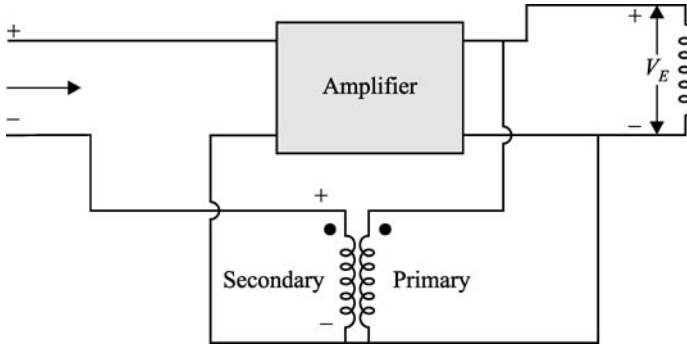 +
+
Amplifier
V_E
−
−
+
Secondary
Primary
−